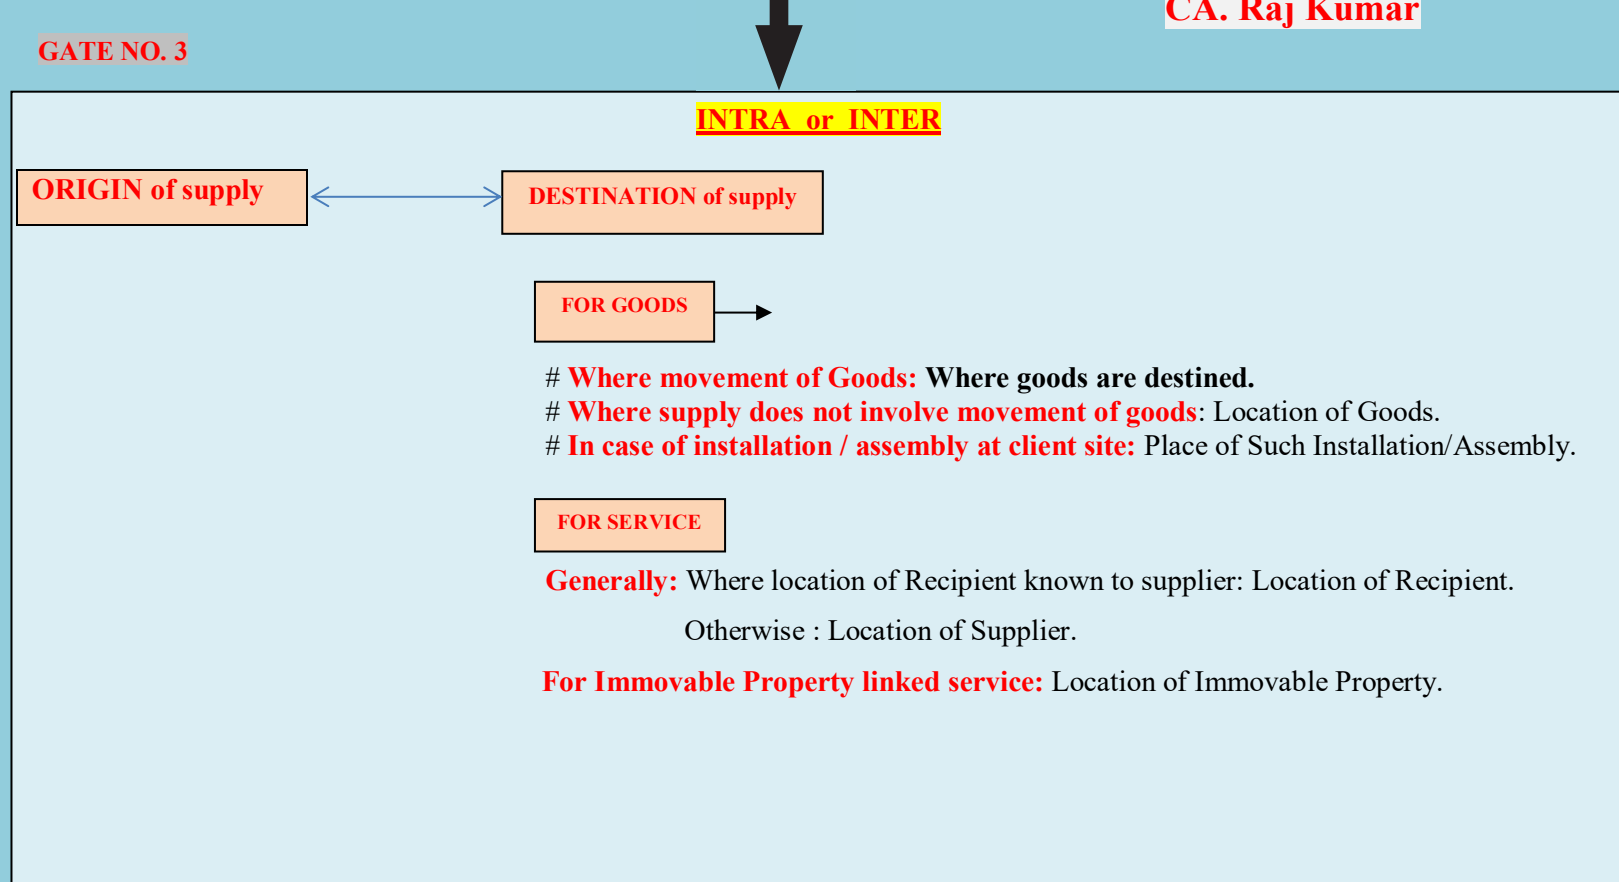 CA. Raj Kumar
GATE NO. 3
INTRA or INTER
ORIGIN of supply
DESTINATION of supply
FOR GOODS
# Where movement of Goods: Where goods are destined.
# Where supply does not involve movement of goods: Location of Goods.
# In case of installation / assembly at client site: Place of Such Installation/Assembly.
FOR SERVICE
Generally: Where location of Recipient known to supplier: Location of Recipient.
Otherwise : Location of Supplier.
For Immovable Property linked service: Location of Immovable Property.